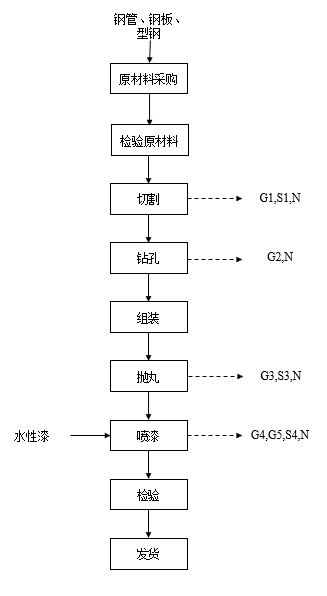 钢管、钢板、
型钢
原材料采购
检验原材料
切割
G1,S1,N
钻孔
G2,N
组装
抛丸
G3,S3,N
水性漆
喷漆
G4,G5,S4,N
检验
发货